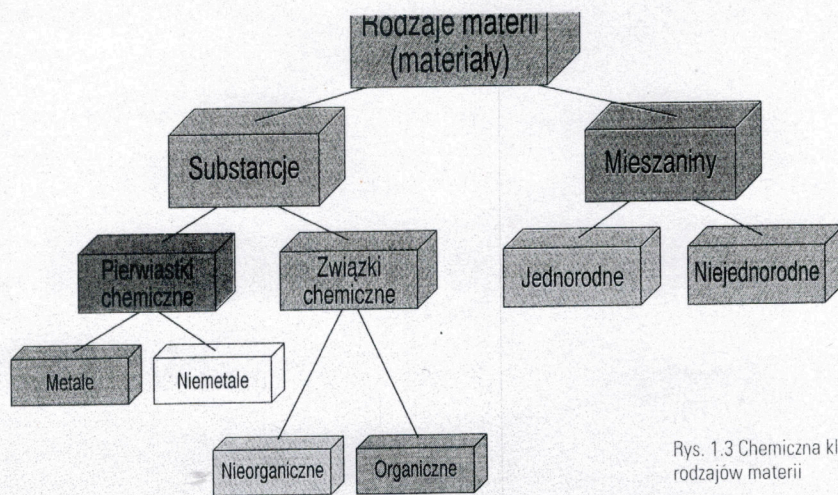 Rodzaje materii
(materiały)
Substancje
Mieszaniny
Pierwiastki
chemiczne
Związki
chemiczne
Jednorodne
Niejednorodne
Metale
Niemetale
Nieorganiczne
Organiczne
Rys. 1.3 Chemiczna
rodzajów materii